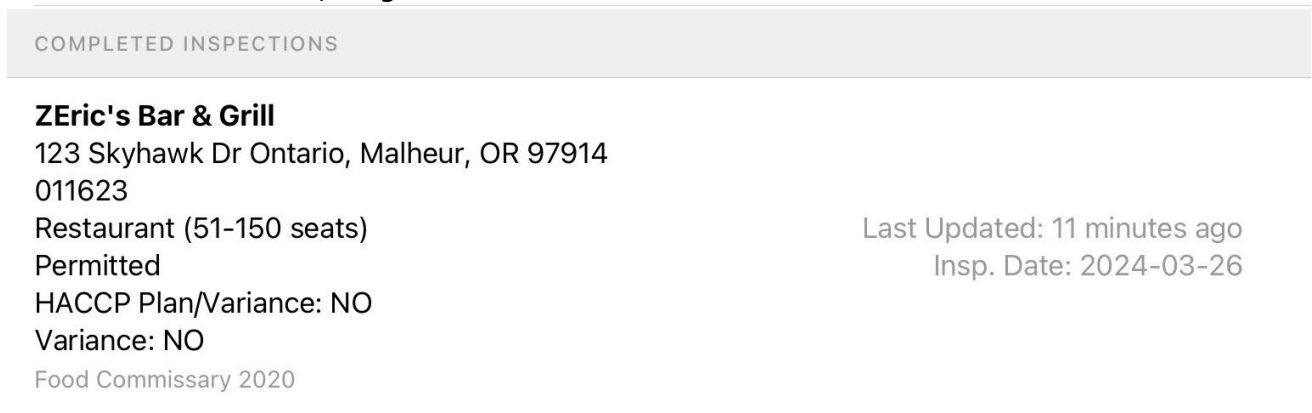 COMPLETED INSPECTIONS
ZEric's Bar & Grill
123 Skyhawk Dr Ontario, Malheur, OR 97914
011623
Restaurant (51-150 seats)
Last Updated: 11 minutes ago
Permitted
Insp. Date: 2024-03-26
HACCP Plan/Variance: NO
Variance: NO
Food Commissary 2020